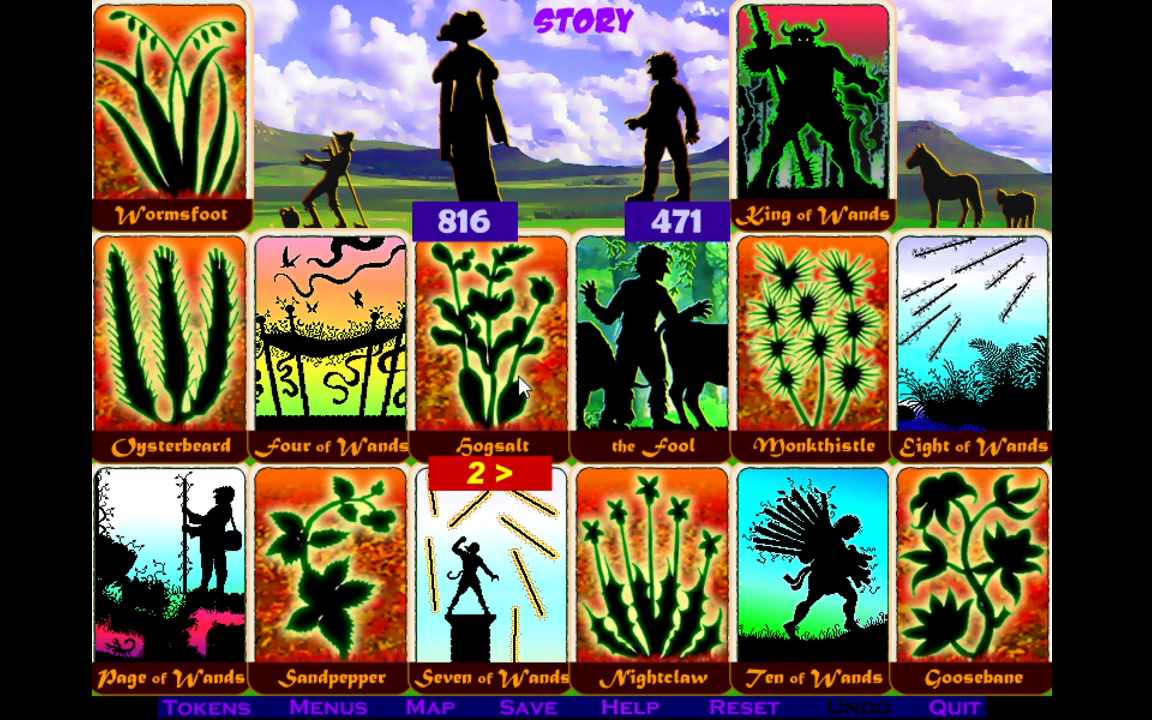 STORY
Wormsfoot
King of Wands
816
471
Oysterbeard
Four of Wands
Hogsalt
the Fool
Monkthistle
Eight of Wands
2 >
Page of Wands
Sandpepper
Seven of Wands
Nightclaw
Ten of Wands
Goosebane
TOKENS MENUS MAP SAVE HELP RESET UNDO QUIT